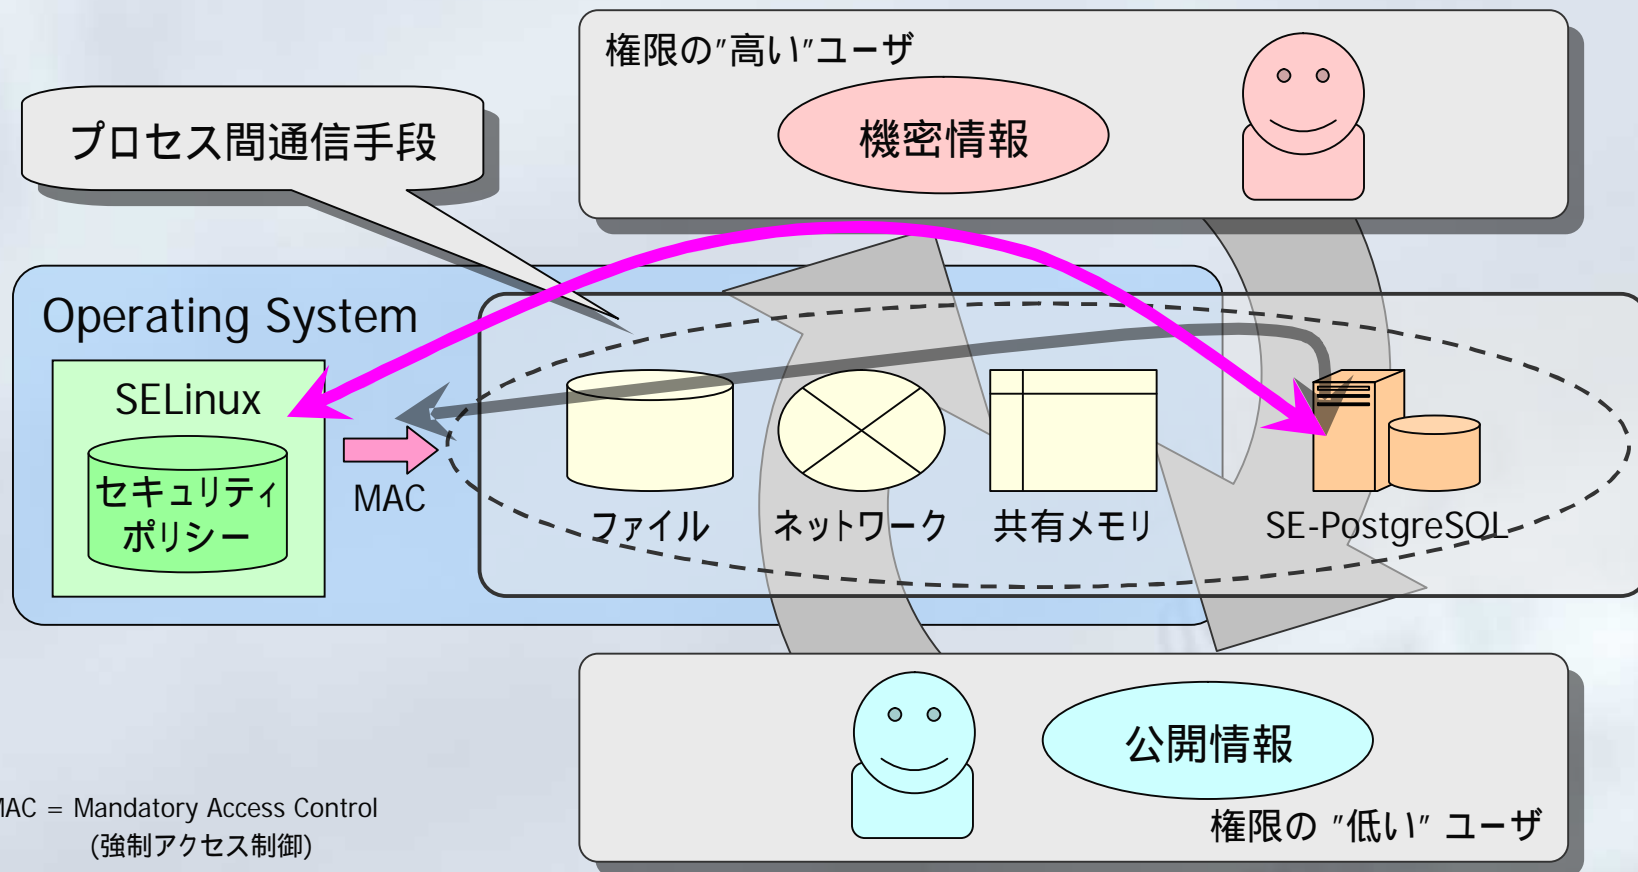 権限の"高い"ユーザ
機密情報
プロセス間通信手段
Operating System
SELinux
セキュリティ
ポリシー
MAC
ファイル
ネットワーク
共有メモリ
SE-PostgreSQL
公開情報
権限の "低い" ユーザ
MAC = Mandatory Access Control
(強制アクセス制御)